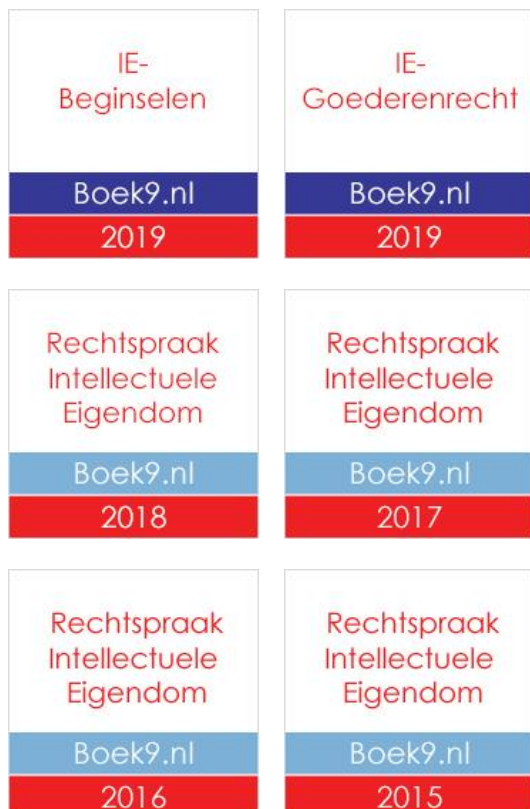 IE-
Beginselen
Boek9.nl
2019
IE-
Goederenrecht
Boek9.nl
2019
Rechtspraak
Intellectuele
Eigendom
Boek9.nl
2018
Rechtspraak
Intellectuele
Eigendom
Boek9.nl
2017
Rechtspraak
Intellectuele
Eigendom
Boek9.nl
2016
Rechtspraak
Intellectuele
Eigendom
Boek9.nl
2015